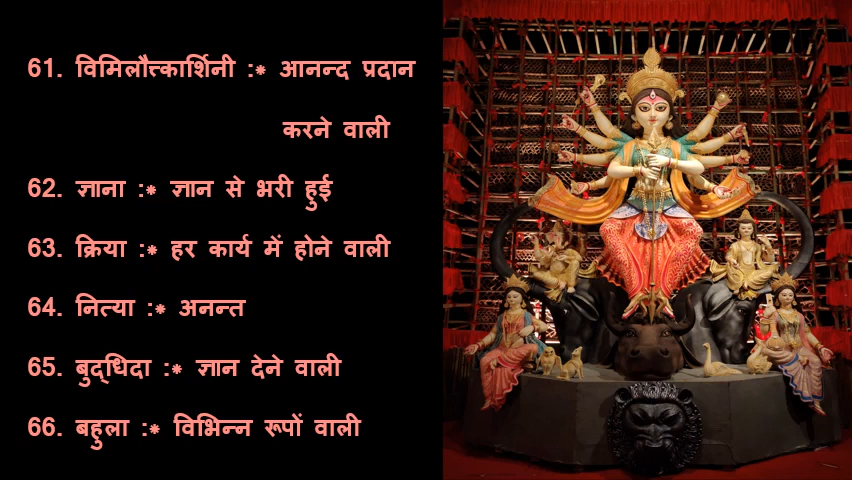 61. विमिलौत्त्कार्शिनी :* आनन्द प्रदान
करने वाली
62. ज्ञाना :* ज्ञान से भरी हुई
63. क्रिया :* हर कार्य में होने वाली
64. नित्या :* अनन्त
65. बुद्धिदा :* ज्ञान देने वाली
66. बहुला :* विभिन्न रूपों वाली